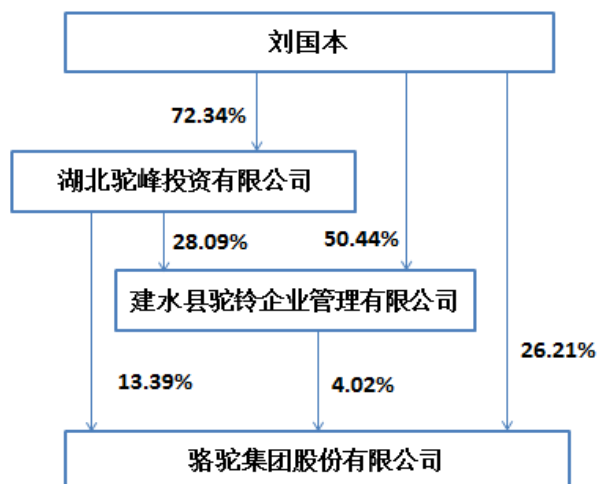 刘国本
72.34%
湖北驼峰投资有限公司
28.09%
50.44%
建水县驼铃企业管理有限公司
26.21%
13.39%
4.02%
骆驼集团股份有限公司